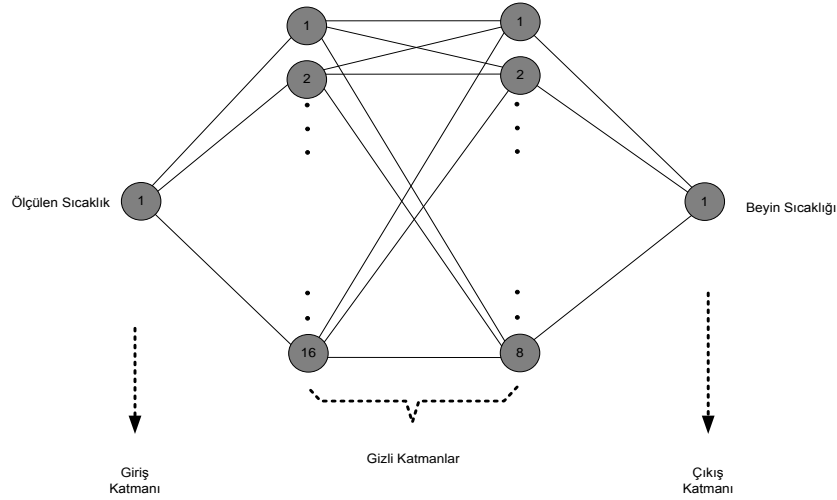 1
1
2
2
Ölçülen Sıcaklık
1
1
Beyin Sıcaklığı
16
8
Gizli Katmanlar
Giriş
Katmanı
Çıkış
Katmanı